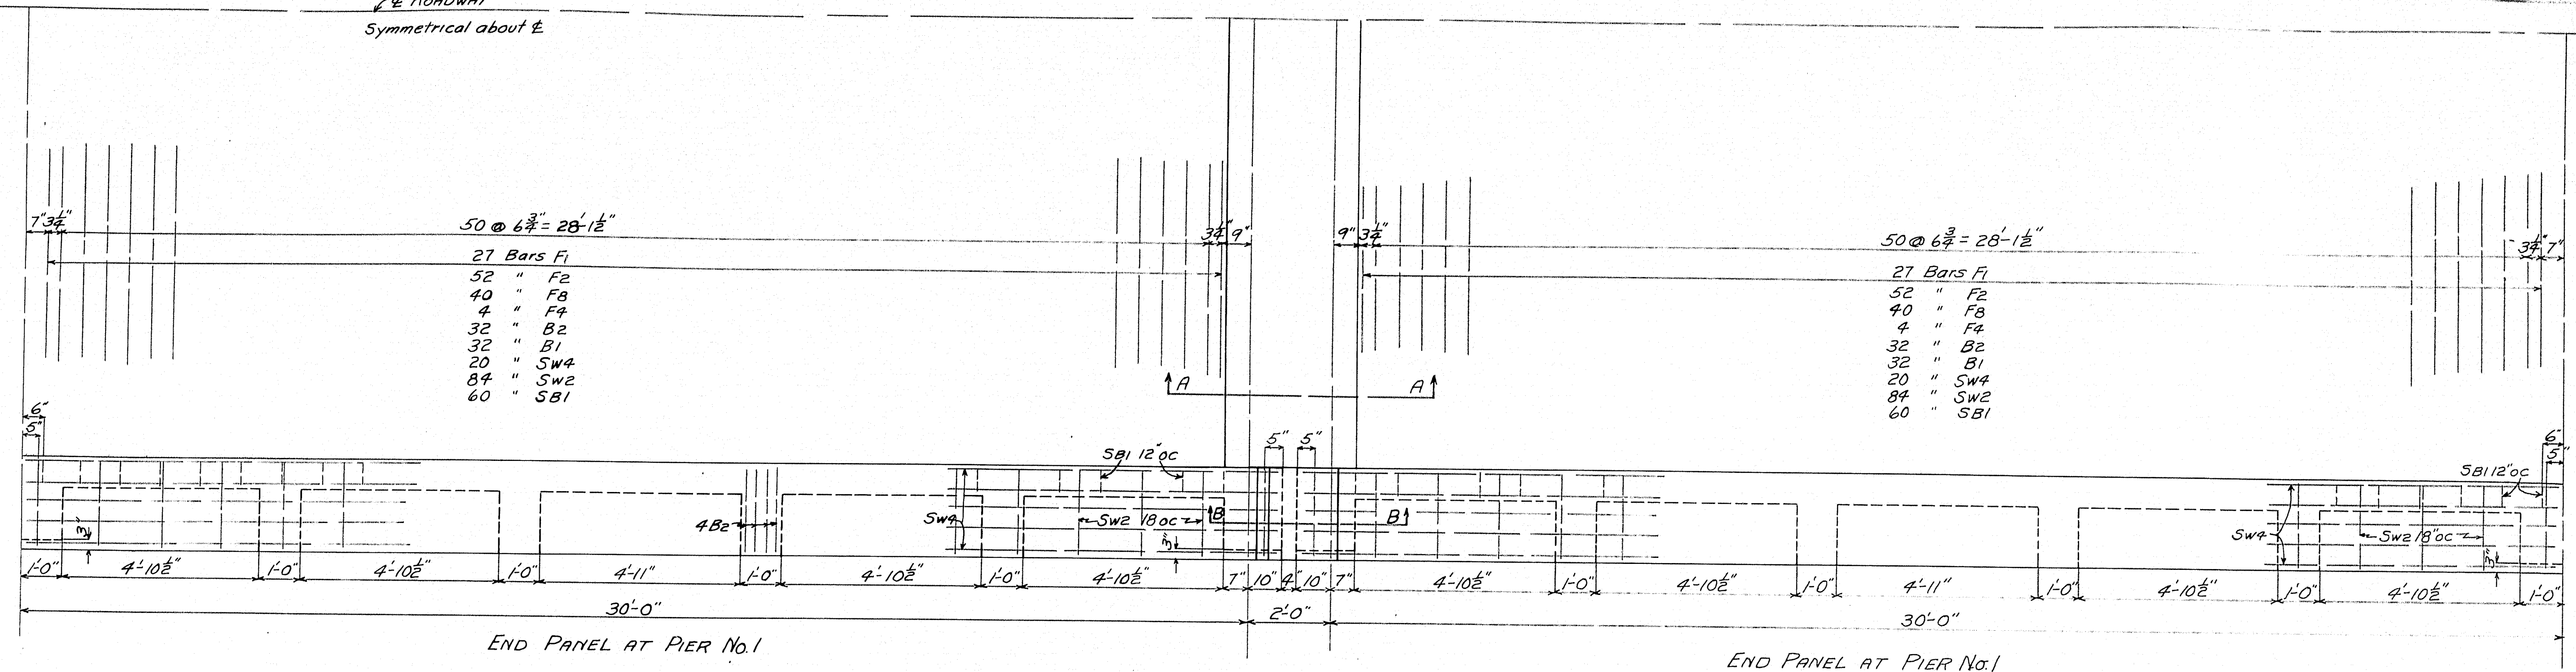 ℄ ROADWAY
Symmetrical about ℄
7" 3¼"
50 @ 6¾" = 28'-1½"
3¼" 9"
9" 3¼"
50 @ 6¾" = 28'-1½"
3¼" 7"
27 Bars F1
52 " F2
40 " F8
4 " F4
32 " B2
32 " B1
20 " SW4
84 " SW2
60 " SB1
27 Bars F1
52 " F2
40 " F8
4 " F4
32 " B2
32 " B1
20 " SW4
84 " SW2
60 " SB1
A A
6"
5"
SB1 12" OC
5" 5"
6"
5"
SB1 12" OC
3"
4B2
SW4
SW2 18 OC
3"
B B
SW4
SW2 18" OC
3"
1'-0" 4'-10½" 1'-0" 4'-10½" 1'-0" 4'-11" 1'-0" 4'-10½" 1'-0" 4'-10½" 7" 10" 4" 10" 7" 4'-10½" 1'-0" 4'-10½" 1'-0" 4'-11" 1'-0" 4'-10½" 1'-0" 4'-10½" 1'-0"
30'-0" 2'-0" 30'-0"
END PANEL AT PIER No.1
END PANEL AT PIER No.1